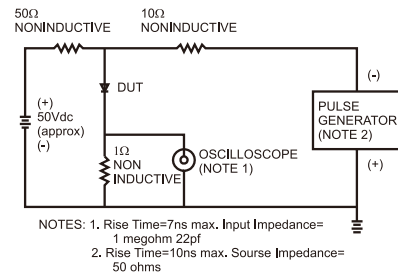 50Ω
NONINDUCTIVE
10Ω
NONINDUCTIVE
DUT
(+)
50Vdc
(approx)
(-)
1Ω
NON
INDUCTIVE
OSCILLOSCOPE
(NOTE 1)
(-)
PULSE
GENERATOR
(NOTE 2)
(+)
NOTES: 1. Rise Time=7ns max. Input Impedance=
1 megohm 22pf
2. Rise Time=10ns max. Sourse Impedance=
50 ohms